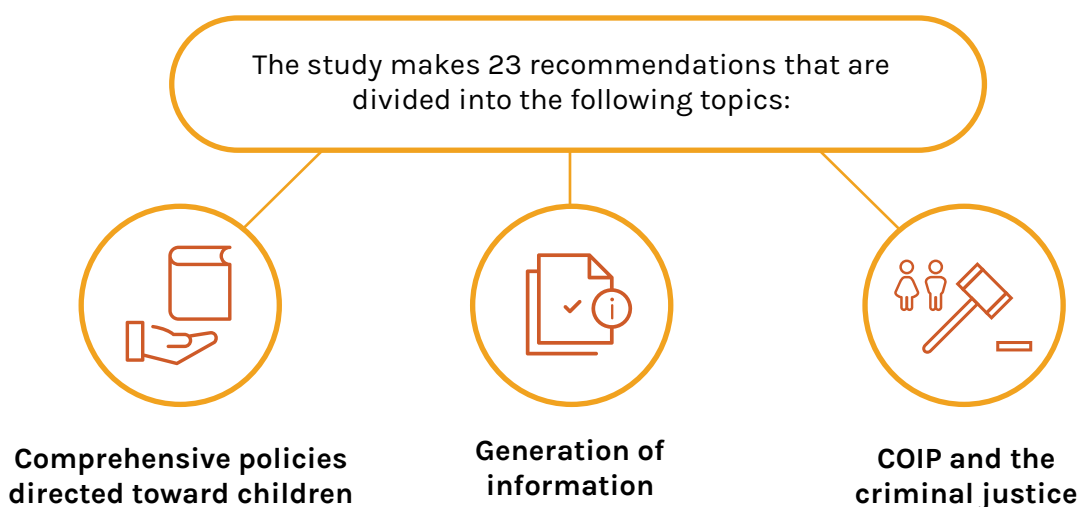 The study makes 23 recommendations that are
divided into the following topics:
Comprehensive policies
directed toward children
Generation of
information
COIP and the
criminal justice